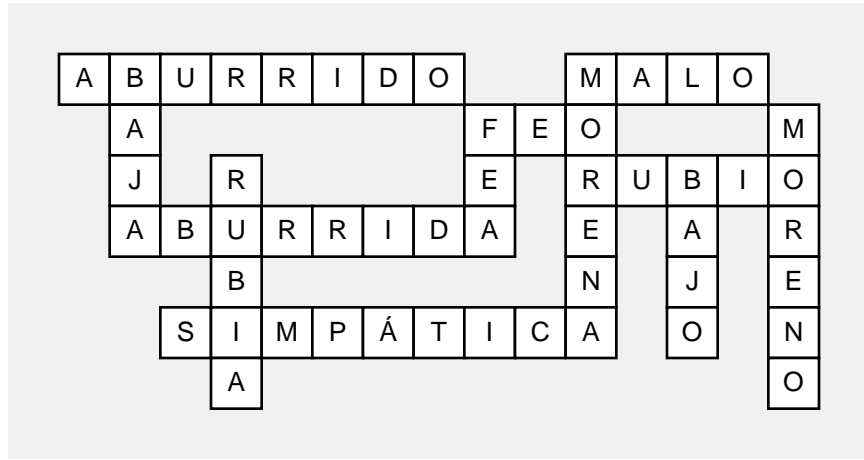 ABURRIDO MALO
A FEO M
J R E RUBIO
ABURRIDA E A R
B N J E
SIMPÁTICA O N
A O